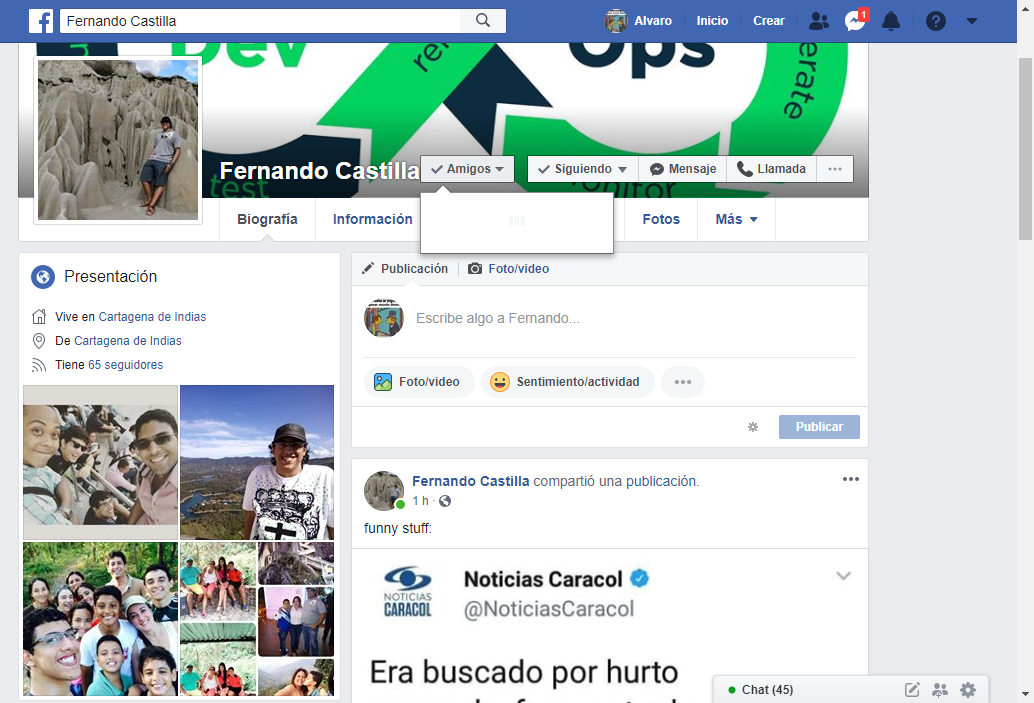 Fernando Castilla
Alvaro
Inicio
Crear
1
Dev
Ops
re
erate
test
monitor
Fernando Castilla
Amigos
Siguiendo
Mensaje
Llamada
Biografía
Información
Fotos
Más
Presentación
Vive en Cartagena de Indias
De Cartagena de Indias
Tiene 65 seguidores
Publicación
Foto/video
Escribe algo a Fernando...
Foto/video
Sentimiento/actividad
Publicar
Fernando Castilla compartió una publicación.
1 h ·
funny stuff:
NOTICIAS
CARACOL
Noticias Caracol
@NoticiasCaracol
Era buscado por hurto
Chat (45)